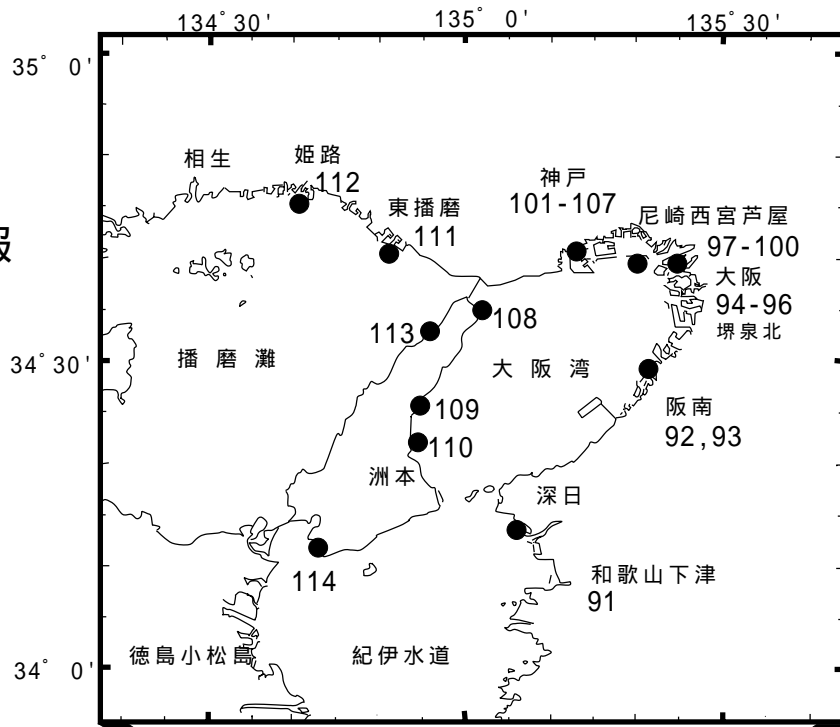 134° 30'
135° 0'
135° 30'
35° 0'
相生
姫路
112
神戸
101-107
東播磨
111
尼崎西宮芦屋
97-100
報
大阪
94-96
堺泉北
108
113
34° 30'
播磨灘
大阪湾
109
阪南
92,93
110
洲本
深日
114
和歌山下津
91
徳島小松島
紀伊水道
34° 0'